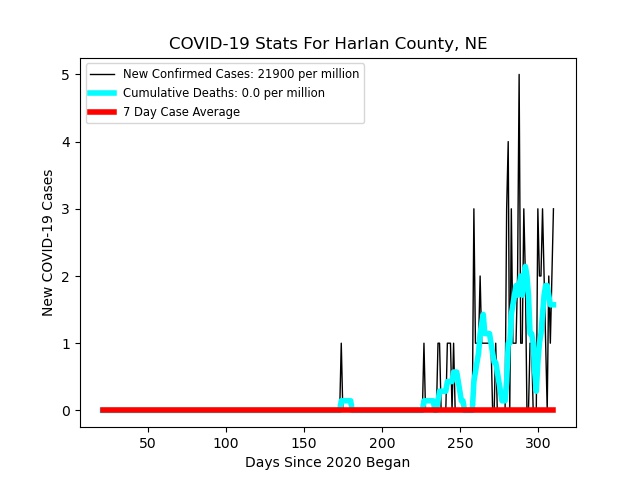 COVID-19 Stats For Harlan County, NE
New Confirmed Cases: 21900 per million
Cumulative Deaths: 0.0 per million
7 Day Case Average
New COVID-19 Cases
5
4
3
2
1
0
50 100 150 200 250 300
Days Since 2020 Began